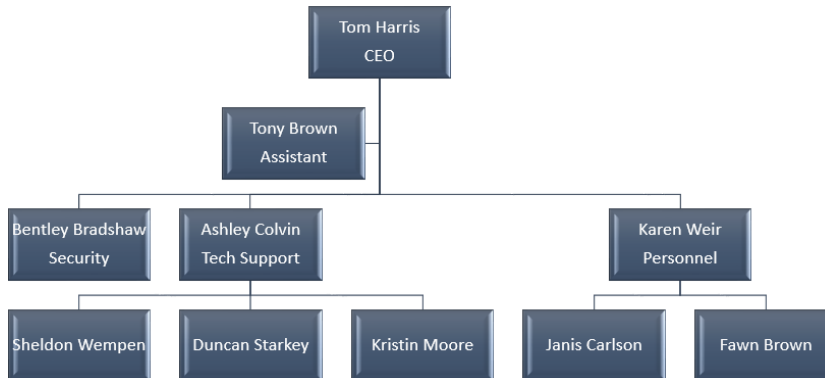 Tom Harris
CEO
Tony Brown
Assistant
Bentley Bradshaw
Security
Ashley Colvin
Tech Support
Karen Weir
Personnel
Sheldon Wempen
Duncan Starkey
Kristin Moore
Janis Carlson
Fawn Brown